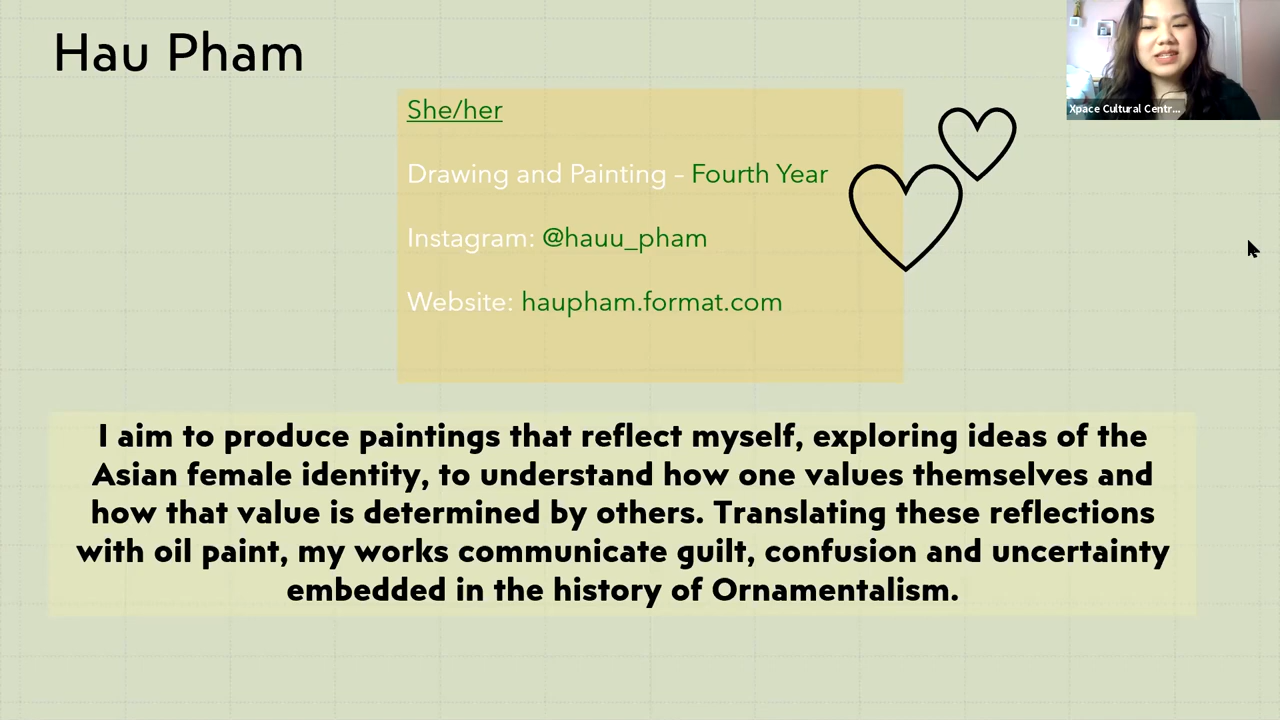 Hau Pham
Xpace Cultural Centr...
She/her
Drawing and Painting – Fourth Year
Instagram: @hauu_pham
Website: haupham.format.com
I aim to produce paintings that reflect myself, exploring ideas of the
Asian female identity, to understand how one values themselves and
how that value is determined by others. Translating these reflections
with oil paint, my works communicate guilt, confusion and uncertainty
embedded in the history of Ornamentalism.